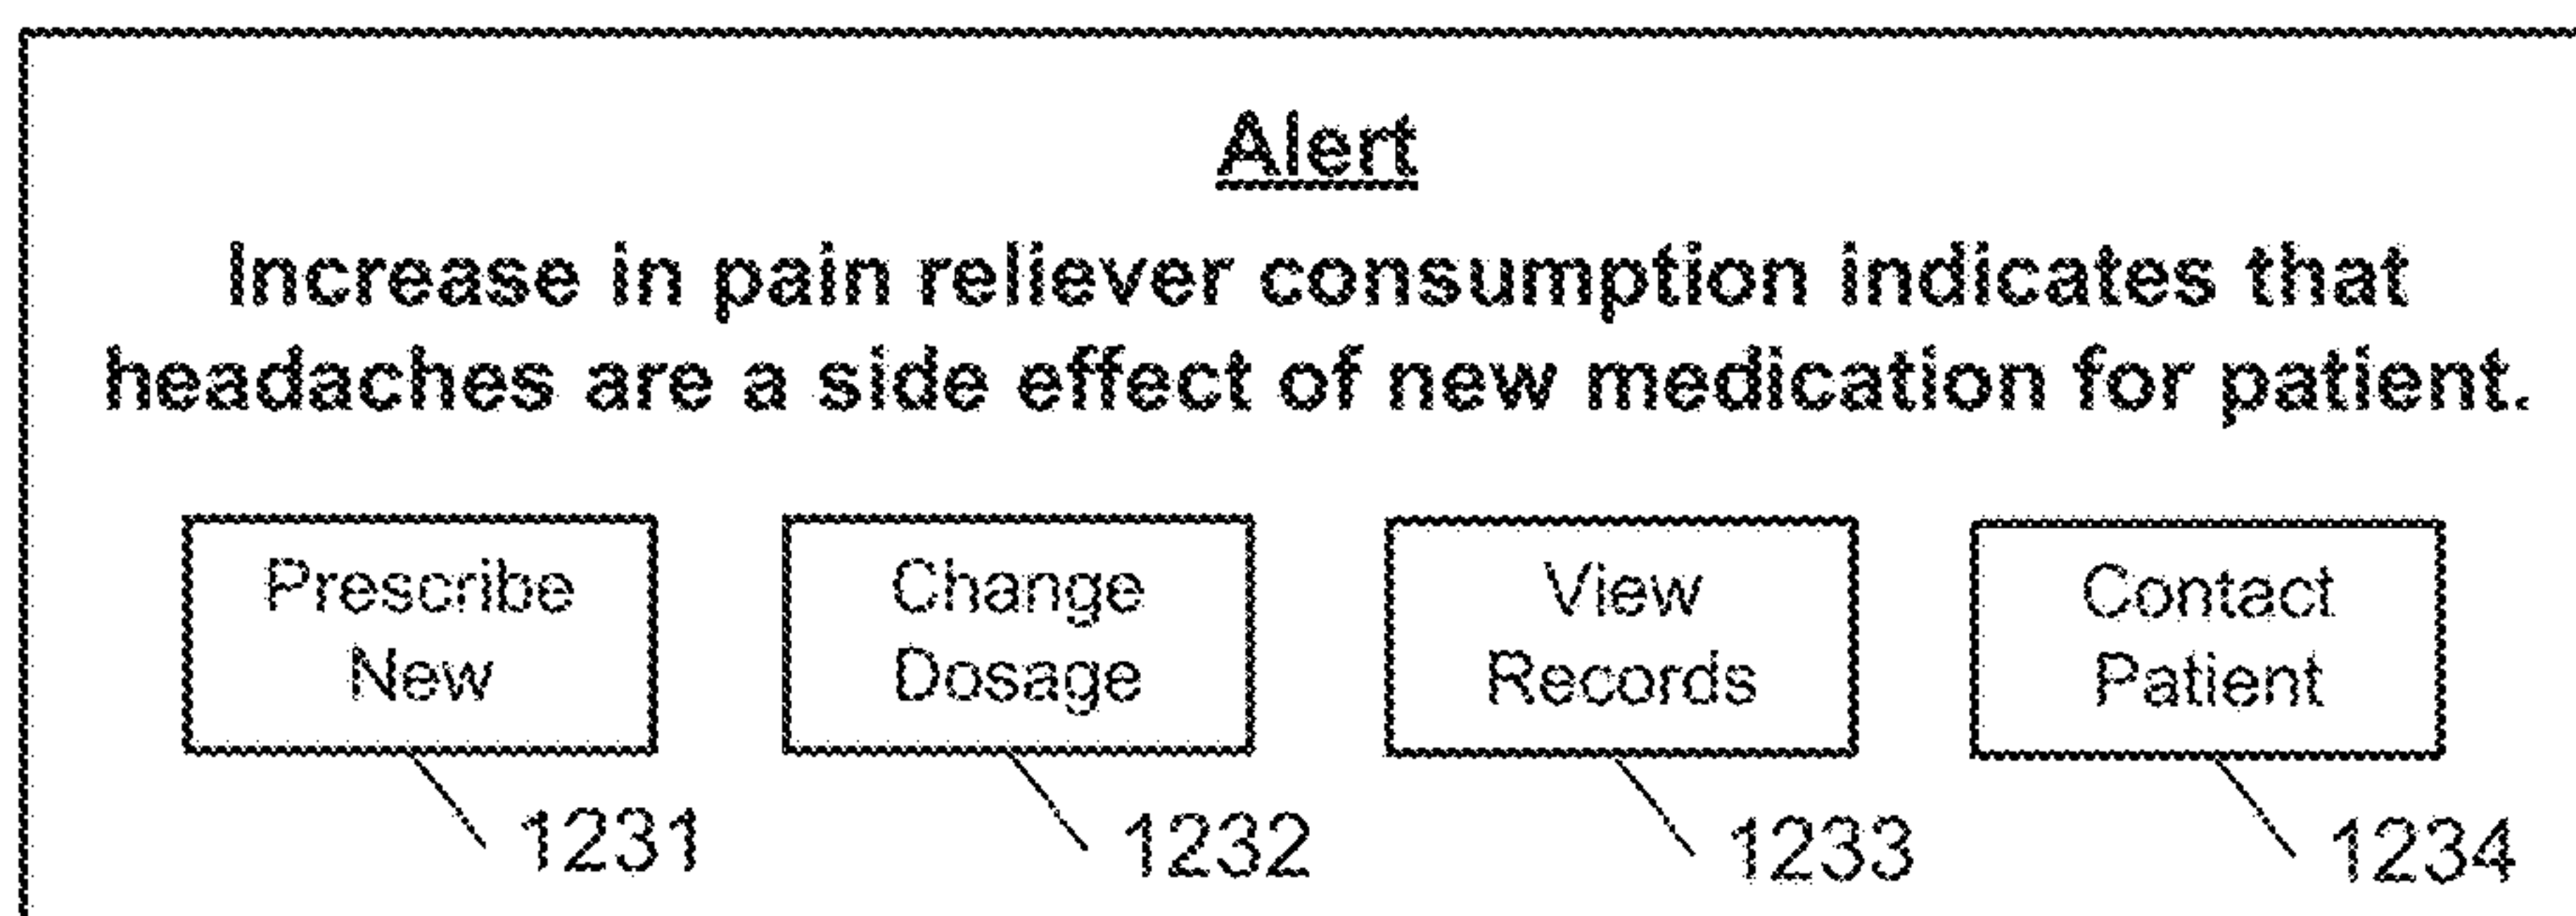 Alert
Increase in pain reliever consumption indicates that
headaches are a side effect of new medication for patient.
Prescribe
New
Change
Dosage
View
Records
Contact
Patient
1231
1232
1233
1234